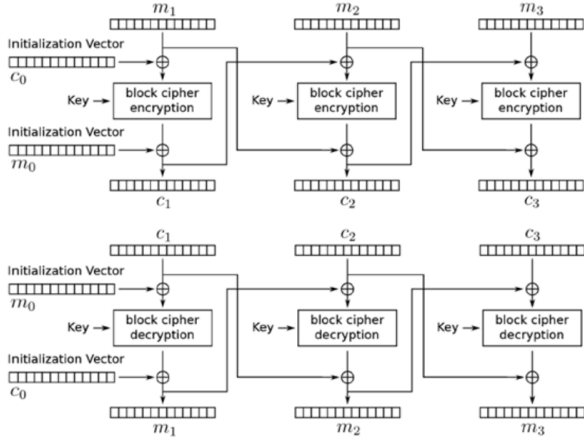 m₁ m₂ m₃
Initialization Vector
c₀
Key block cipher encryption Key block cipher encryption Key block cipher encryption
Initialization Vector
m₀
c₁ c₂ c₃
c₁ c₂ c₃
Initialization Vector
m₀
Key block cipher decryption Key block cipher decryption Key block cipher decryption
Initialization Vector
c₀
m₁ m₂ m₃